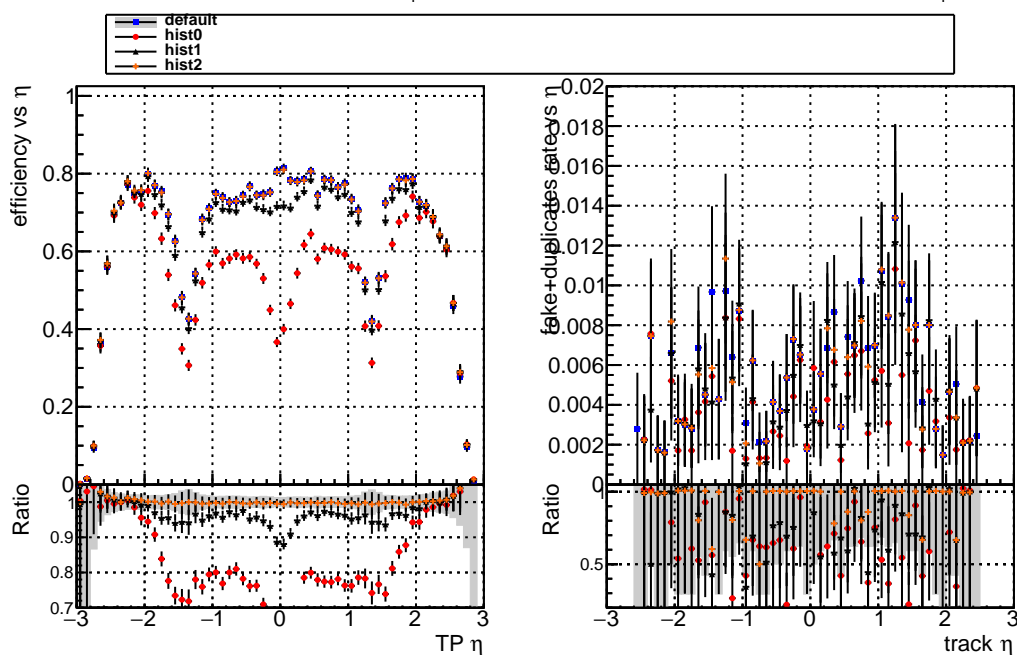 default
hist0
hist1
hist2
efficiency vs η
1
0.8
0.6
0.4
0.2
0
Ratio
1
0.9
0.8
0.7
−3 −2 −1 0 1 2 3
TP η
fake+duplicates rate vs η
0.02
0.018
0.016
0.014
0.012
0.01
0.008
0.006
0.004
0.002
0
Ratio
1
0.5
−3 −2 −1 0 1 2 3
track η